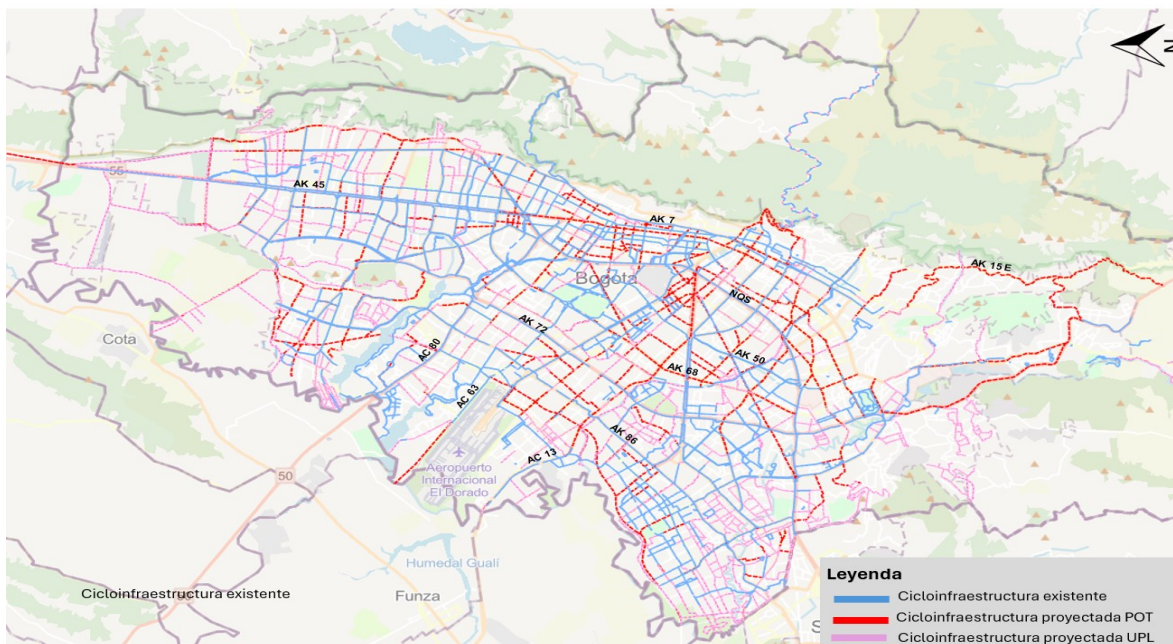 N
55
AK 45
AK 7
AK 15 E
Bogota
NQS
AK 72
Cota
AC 80
AK 50
AK 68
AC 63
AK 86
AC 13
50
Aeropuerto
Internacional
El Dorado
Humedal Gualí
Funza
Cicloinfraestructura existente
Leyenda
Cicloinfraestructura existente
Cicloinfraestructura proyectada POT
Cicloinfraestructura proyectada UPL